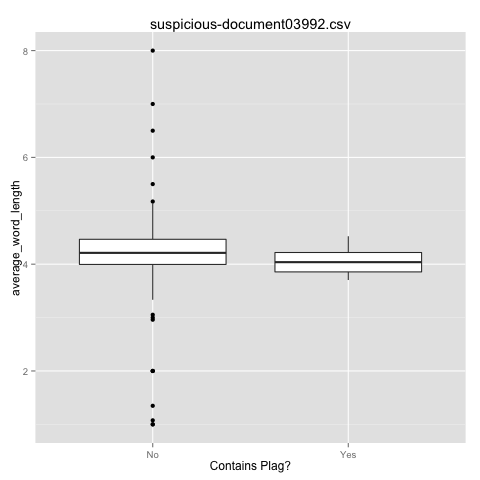 suspicious-document03992.csv
8
6
4
2
average_word_length
No
Yes
Contains Plag?